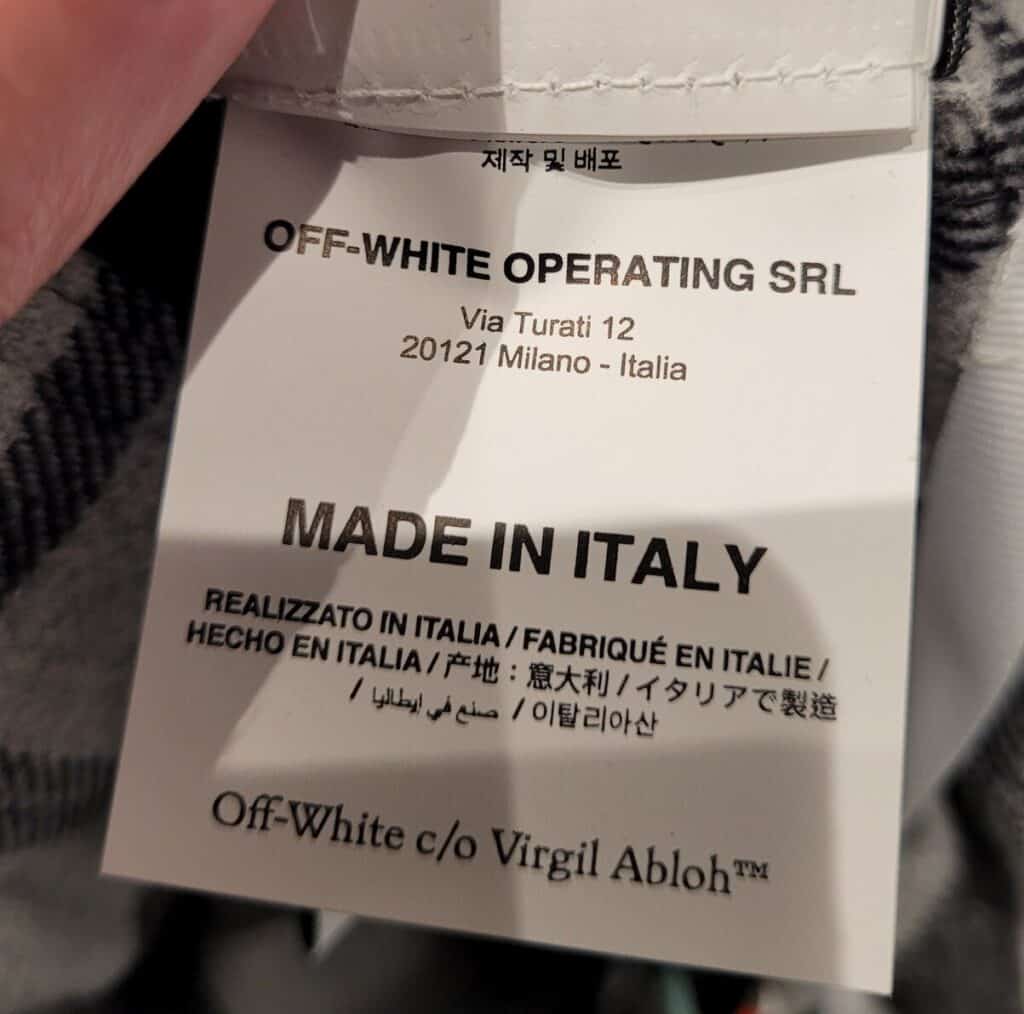 제작 및 배포
OFF-WHITE OPERATING SRL
Via Turati 12
20121 Milano - Italia
MADE IN ITALY
REALIZZATO IN ITALIA / FABRIQUÉ EN ITALIE /
HECHO EN ITALIA / 产地：意大利 / イタリアで製造
/ صنع في ايطاليا / 이탈리아산
Off-White c/o Virgil Abloh™